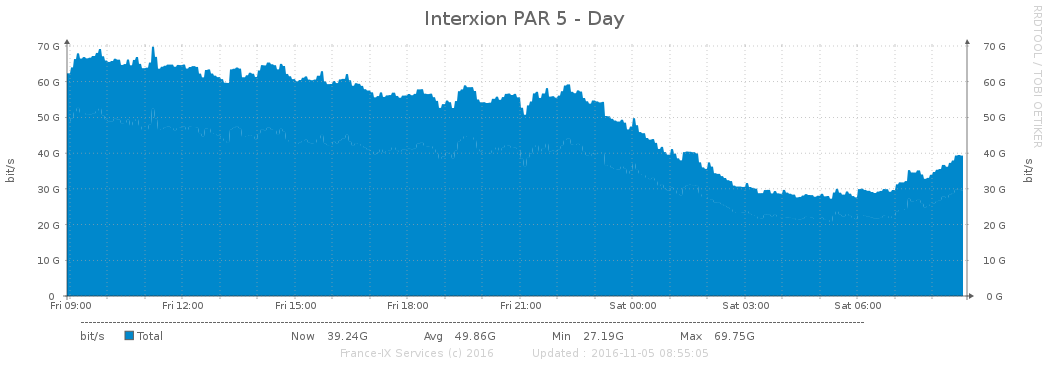 Interxion PAR 5 - Day
RRDTOOL / TOBI OETIKER
bit/s
bit/s
70 G
70 G
60 G
60 G
50 G
50 G
40 G
40 G
30 G
30 G
20 G
20 G
10 G
10 G
0
0 G
Fri 09:00 Fri 12:00 Fri 15:00 Fri 18:00 Fri 21:00 Sat 00:00 Sat 03:00 Sat 06:00
bit/s Total Now 39.24G Avg 49.86G Min 27.19G Max 69.75G
France-IX Services (c) 2016 Updated : 2016-11-05 08:55:05